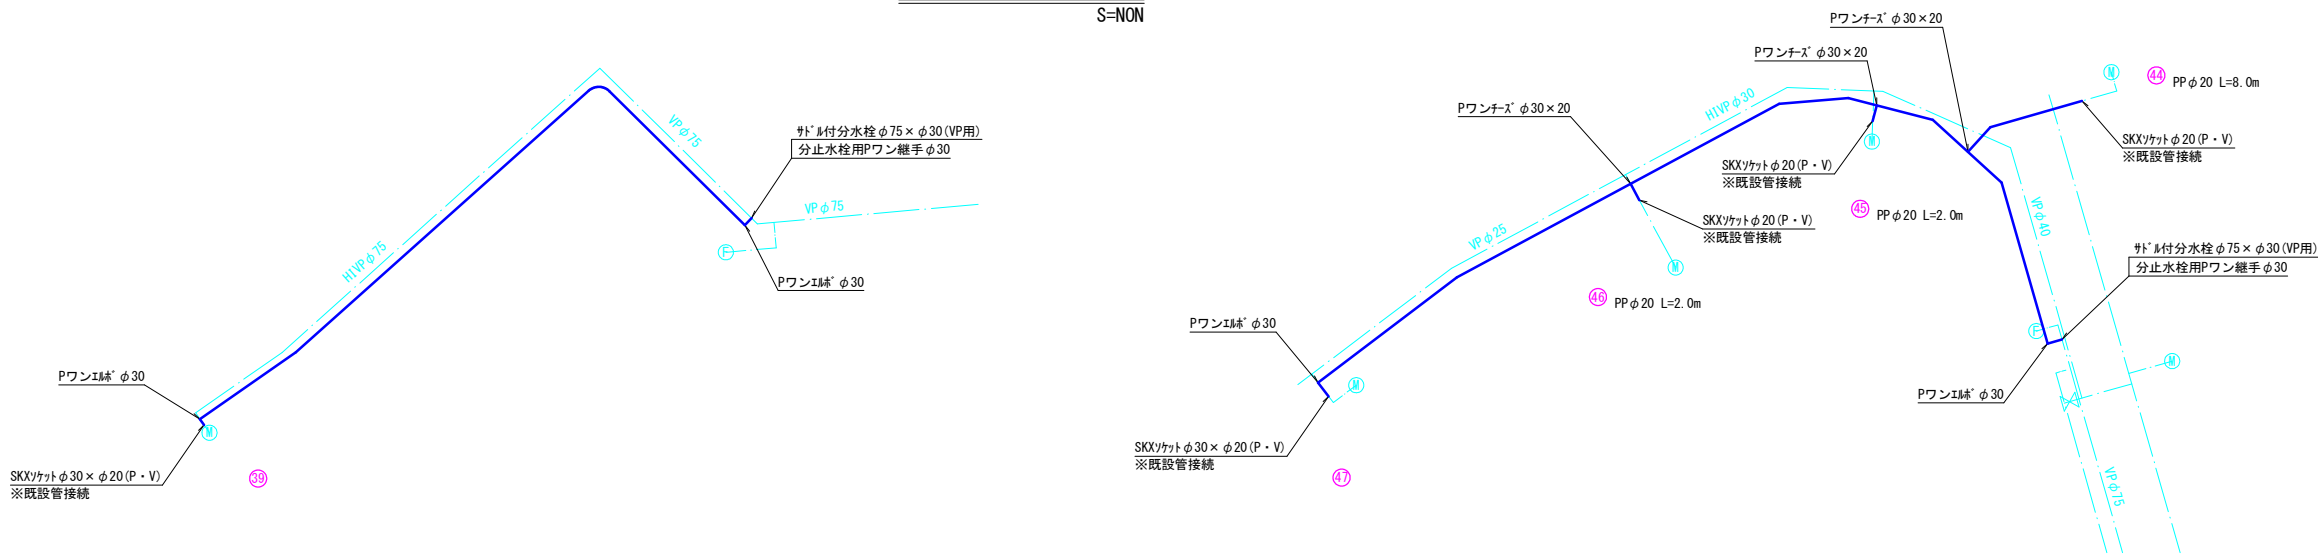 S=NON
VPφ75
HIVPφ75
VPφ75
サドル付分水栓φ75×φ30(VP用)
分止水栓用Pワン継手φ30
F
Pワンエルボφ30
Pワンエルボφ30
M
SKXソケットφ30×φ20(P・V)
※既設管接続
39
Pワンチーズφ30×20
Pワンチーズφ30×20
Pワンチーズφ30×20
HIVPφ30
M
44 PPφ20 L=8.0m
SKXソケットφ20(P・V)
※既設管接続
M
SKXソケットφ20(P・V)
※既設管接続
45 PPφ20 L=2.0m
SKXソケットφ20(P・V)
※既設管接続
VPφ25
M
46 PPφ20 L=2.0m
VPφ40
サドル付分水栓φ75×φ30(VP用)
分止水栓用Pワン継手φ30
F
M
Pワンエルボφ30
Pワンエルボφ30
M
SKXソケットφ30×φ20(P・V)
※既設管接続
47
VPφ75